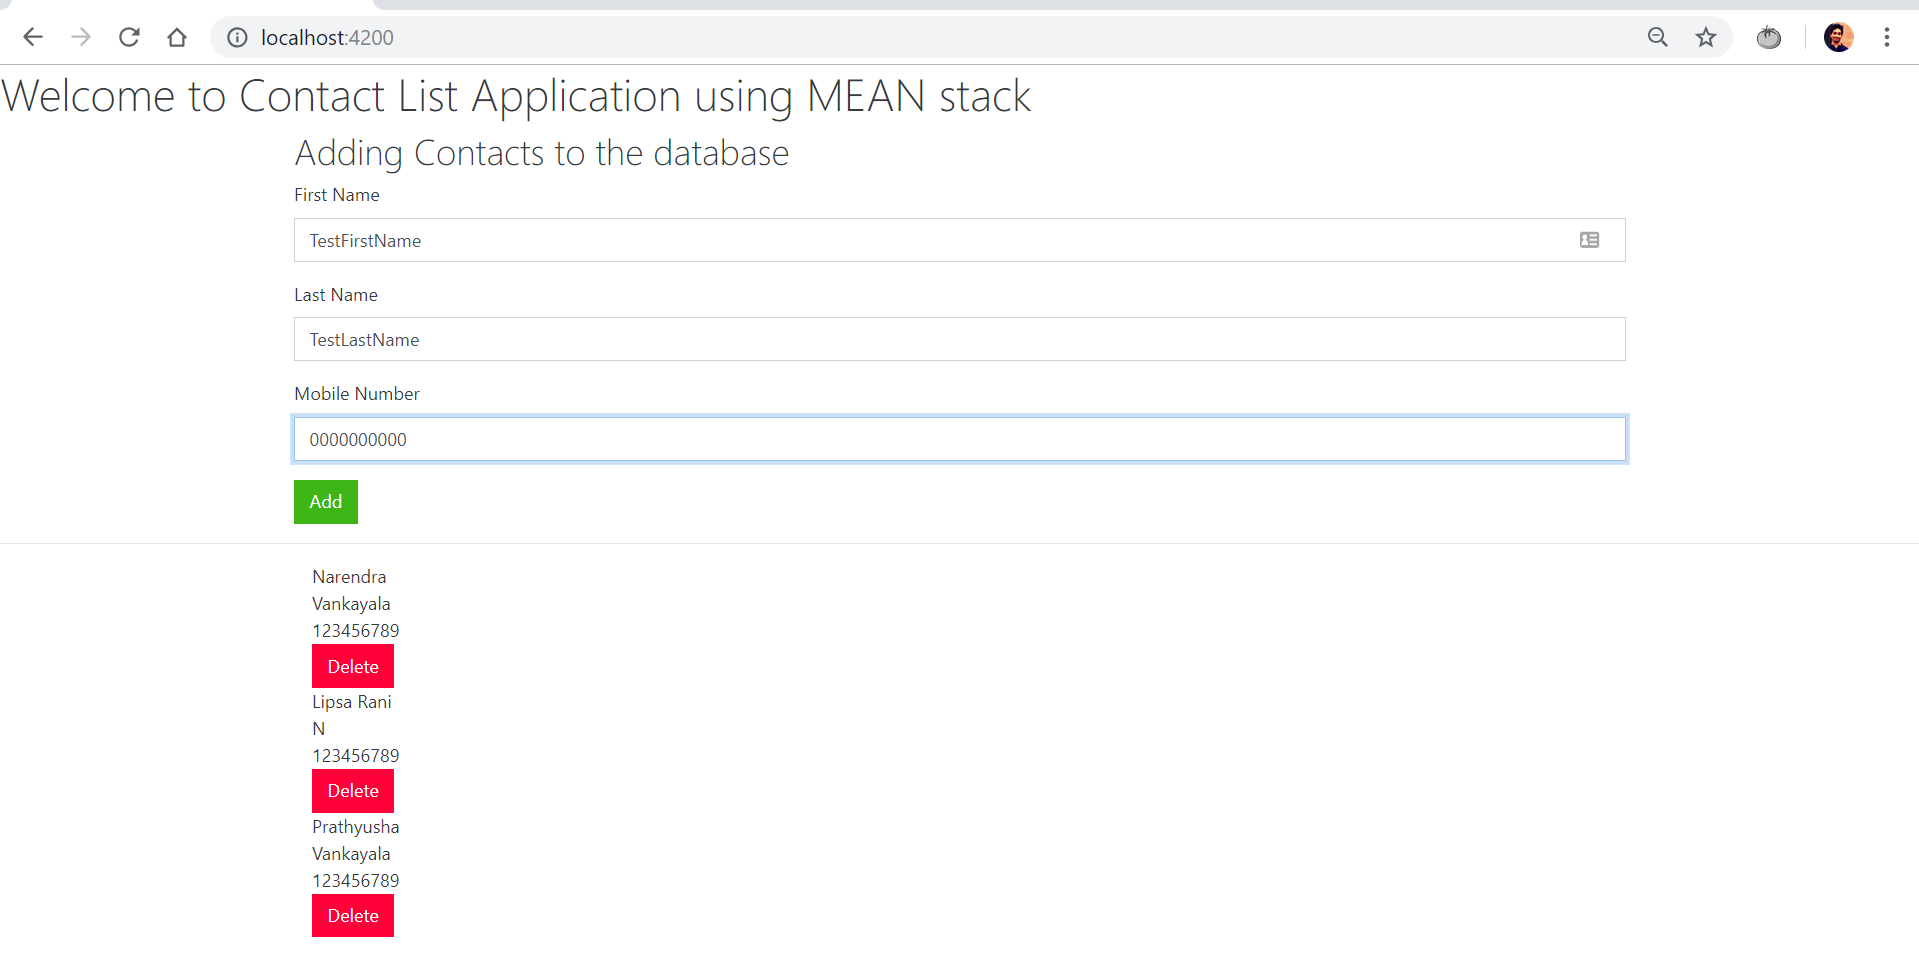 localhost:4200
Welcome to Contact List Application using MEAN stack
Adding Contacts to the database
First Name
TestFirstName
Last Name
TestLastName
Mobile Number
0000000000
Add
Narendra
Vankayala
123456789
Delete
Lipsa Rani
N
123456789
Delete
Prathyusha
Vankayala
123456789
Delete